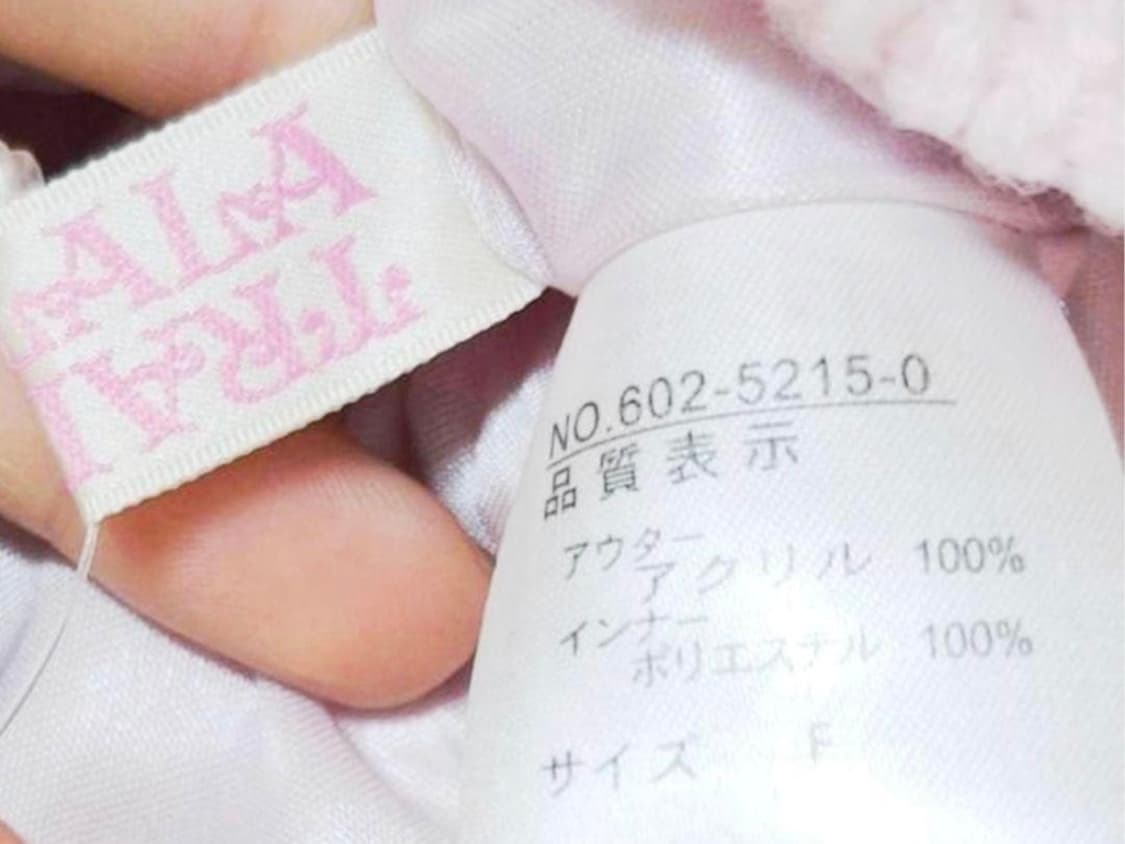 NO.602-5215-0
品質表示
アウター
アクリル 100%
インナー
ポリエステル 100%
サイズ F